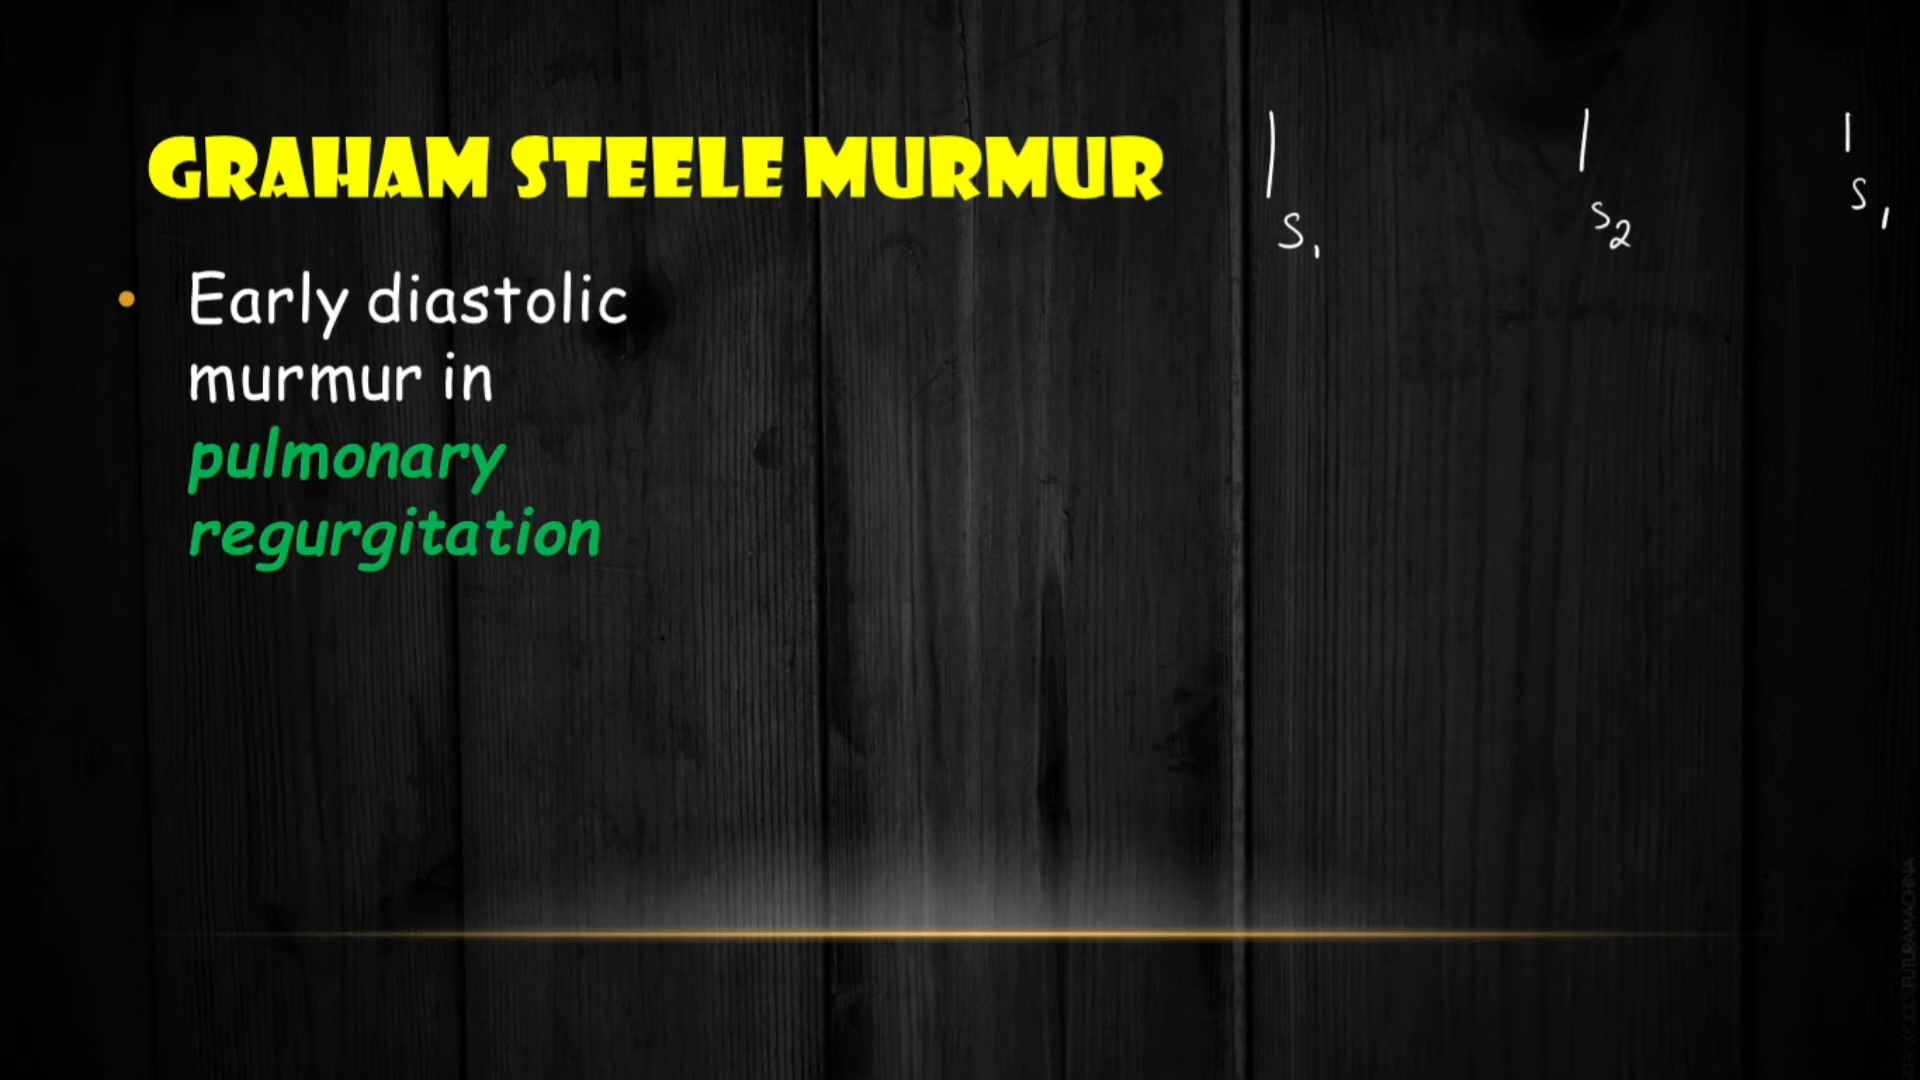 GRAHAM STEELE MURMUR
• Early diastolic
murmur in
pulmonary
regurgitation
S1
S2
S1